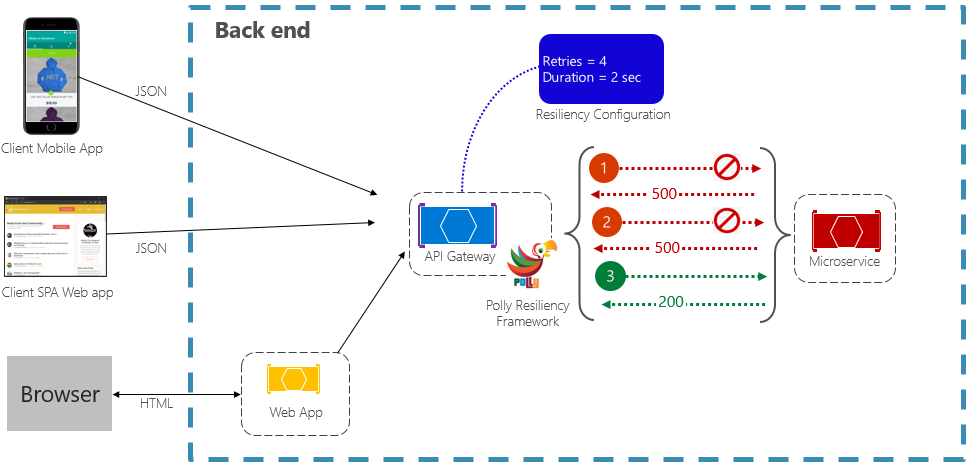 Back end
Retries = 4
Duration = 2 sec
Resiliency Configuration
JSON
Client Mobile App
1
500
2
500
3
200
API Gateway
Polly
Polly Resiliency
Framework
Microservice
JSON
Client SPA Web app
Browser
HTML
Web App